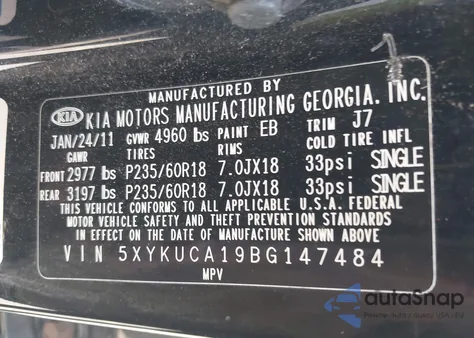 MANUFACTURED BY
KIA KIA MOTORS MANUFACTURING GEORGIA. INC.
JAN/24/11 GVWR 4960 lbs PAINT EB TRIM J7
GAWR TIRES RIMS COLD TIRE INFL
FRONT 2977 lbs P235/60R18 7.0JX18 33psi SINGLE
REAR 3197 lbs P235/60R18 7.0JX18 33psi SINGLE
THIS VEHICLE CONFORMS TO ALL APPLICABLE U.S.A. FEDERAL
MOTOR VEHICLE SAFETY AND THEFT PREVENTION STANDARDS
IN EFFECT ON THE DATE OF MANUFACTURE SHOWN ABOVE
VIN 5XYKUCA19BG147484
MPV
autoSnap